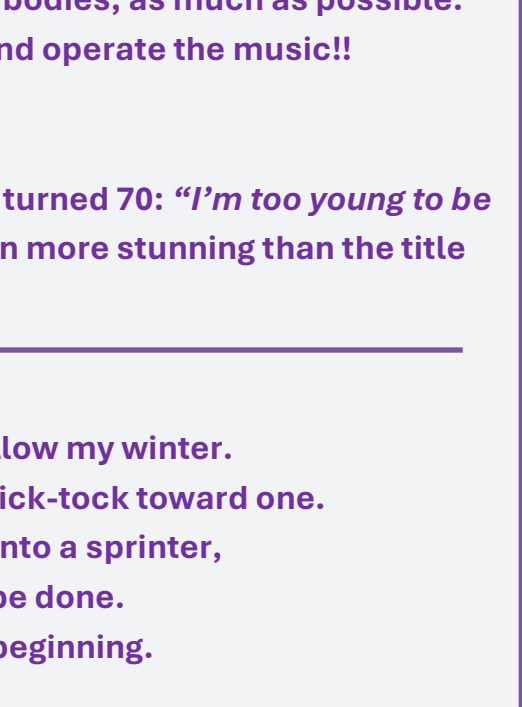 bodies, as much as possible.
nd operate the music!!
turned 70: “I’m too young to be
n more stunning than the title
llow my winter.
ick-tock toward one.
nto a sprinter,
be done.
beginning.